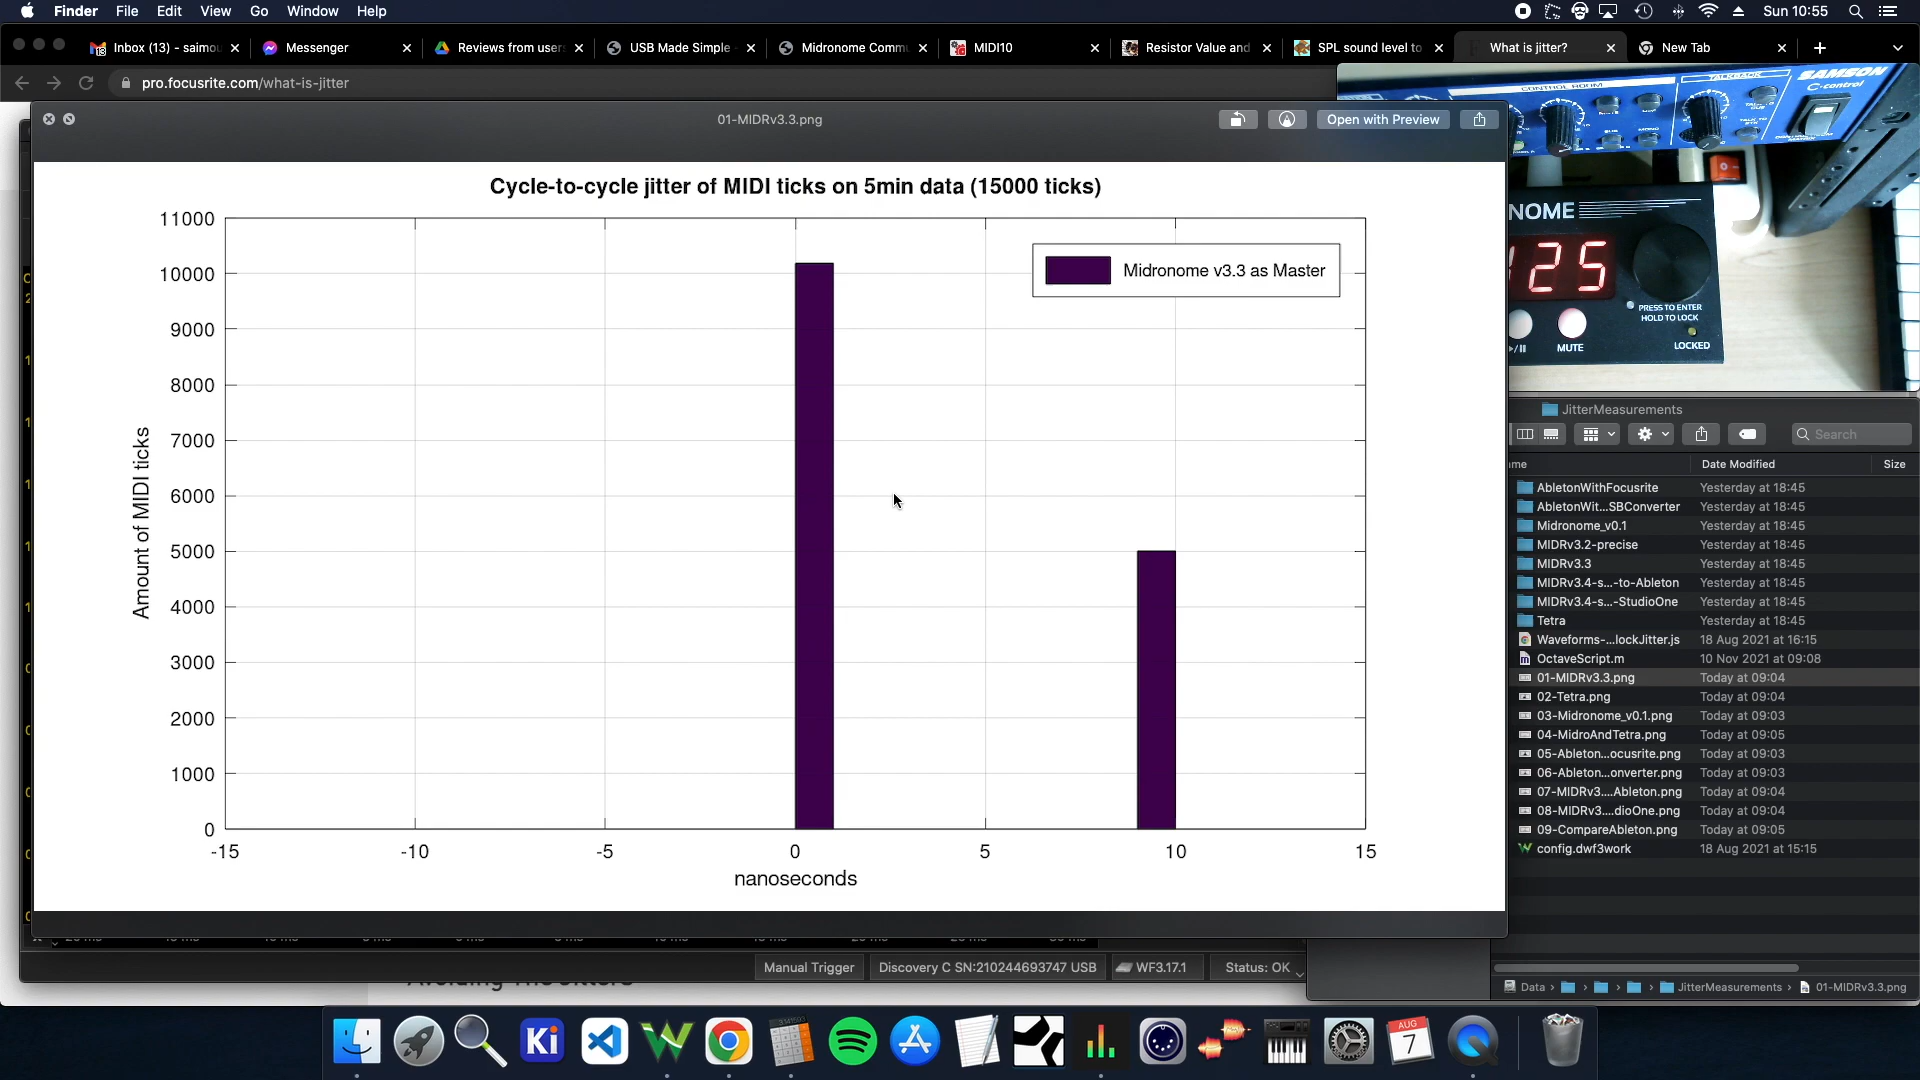 Finder File Edit View Go Window Help Sun 10:55
Inbox (13) - saimou Messenger Reviews from user USB Made Simple - Midronome Commu MIDI10 Resistor Value and SPL sound level to What is jitter? New Tab
pro.focusrite.com/what-is-jitter
01-MIDRv3.3.png
Open with Preview
Cycle-to-cycle jitter of MIDI ticks on 5min data (15000 ticks)
Midronome v3.3 as Master
Amount of MIDI ticks
11000
10000
9000
8000
7000
6000
5000
4000
3000
2000
1000
0
-15 -10 -5 0 5 10 15
nanoseconds
CONTROL ROOM
TALKBACK
SAMSON
C-control
NOME
25
PRESS TO ENTER
HOLD TO LOCK
MUTE
LOCKED
JitterMeasurements
Search
me Date Modified Size
AbletonWithFocusrite Yesterday at 18:45
AbletonWit...SBConverter Yesterday at 18:45
Midronome_v0.1 Yesterday at 18:45
MIDRv3.2-precise Yesterday at 18:45
MIDRv3.3 Yesterday at 18:45
MIDRv3.4-s...-to-Ableton Yesterday at 18:45
MIDRv3.4-s...-StudioOne Yesterday at 18:45
Tetra Yesterday at 18:45
Waveforms-...lockJitter.js 18 Aug 2021 at 16:15
OctaveScript.m 10 Nov 2021 at 09:08
01-MIDRv3.3.png Today at 09:04
02-Tetra.png Today at 09:04
03-Midronome_v0.1.png Today at 09:03
04-MidroAndTetra.png Today at 09:05
05-Ableton...ocusrite.png Today at 09:03
06-Ableton...onverter.png Today at 09:03
07-MIDRv3....Ableton.png Today at 09:04
08-MIDRv3....dioOne.png Today at 09:04
09-CompareAbleton.png Today at 09:05
config.dwf3work 18 Aug 2021 at 15:15
Manual Trigger Discovery C SN:210244693747 USB WF3.17.1 Status: OK
Data › › › › JitterMeasurements › 01-MIDRv3.3.png
Ki
AUG
7